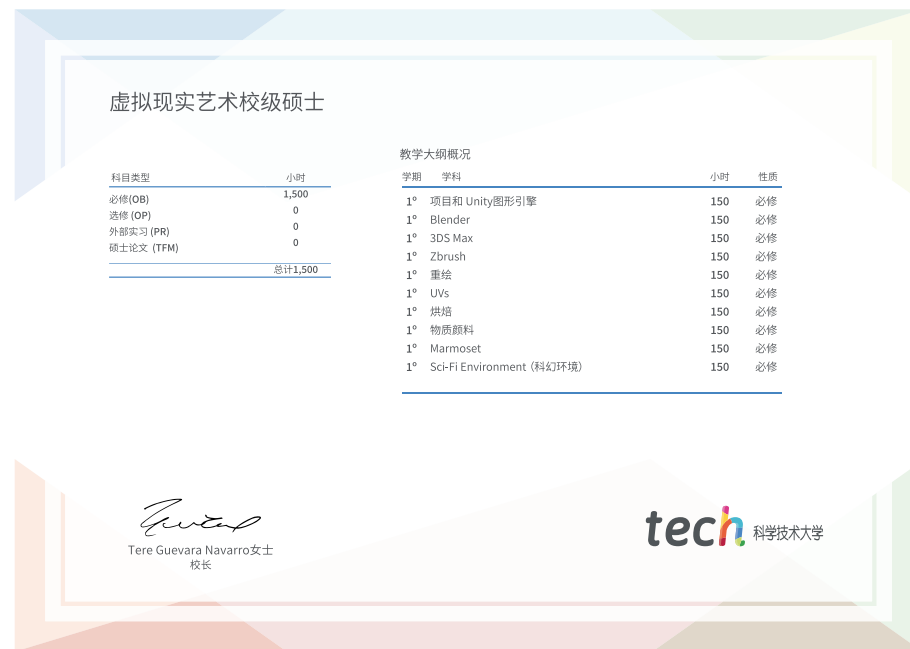 虚拟现实艺术校级硕士
科目类型 小时
必修(OB) 1,500
选修 (OP) 0
外部实习 (PR) 0
硕士论文 (TFM) 0
总计1,500
教学大纲概况
学期 学科 小时 性质
1º 项目和 Unity图形引擎 150 必修
1º Blender 150 必修
1º 3DS Max 150 必修
1º Zbrush 150 必修
1º 重绘 150 必修
1º UVs 150 必修
1º 烘焙 150 必修
1º 物质颜料 150 必修
1º Marmoset 150 必修
1º Sci-Fi Environment（科幻环境） 150 必修
Tere Guevara Navarro女士
校长
tech 科学技术大学